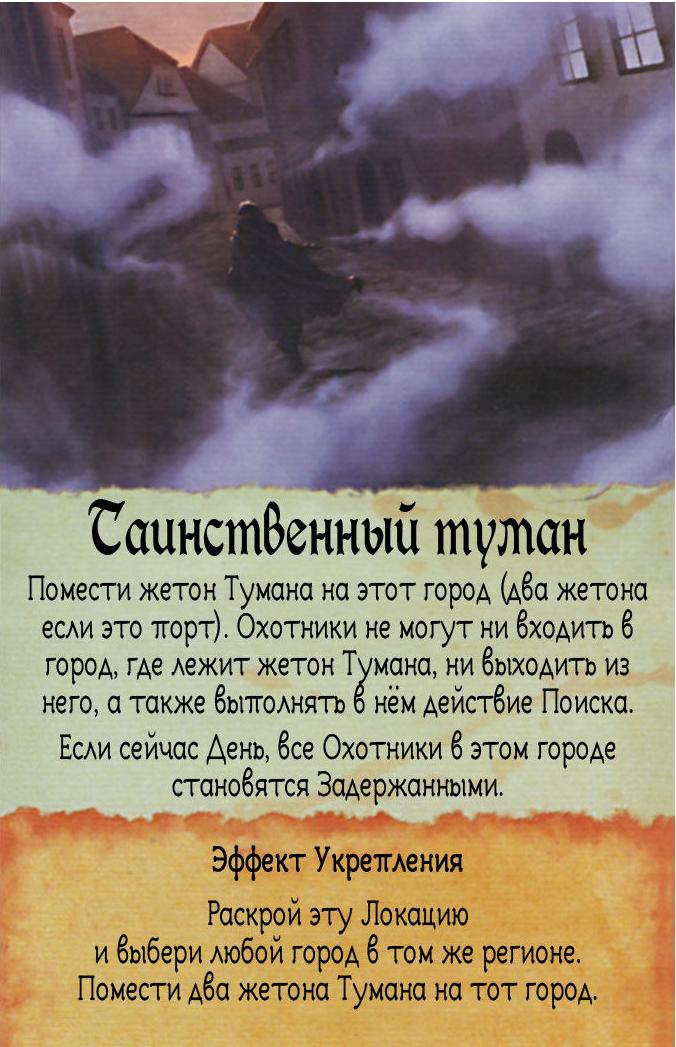 Таинственный туман
Помести жетон Тумана на этот город (два жетона
если это порт). Охотники не могут ни входить в
город, где лежит жетон Тумана, ни выходить из
него, а также выполнять в нём действие Поиска.
Если сейчас День, все Охотники в этом городе
становятся Задержанными.
Эффект Укрепления
Раскрой эту Локацию
и выбери любой город в том же регионе.
Помести два жетона Тумана на тот город.